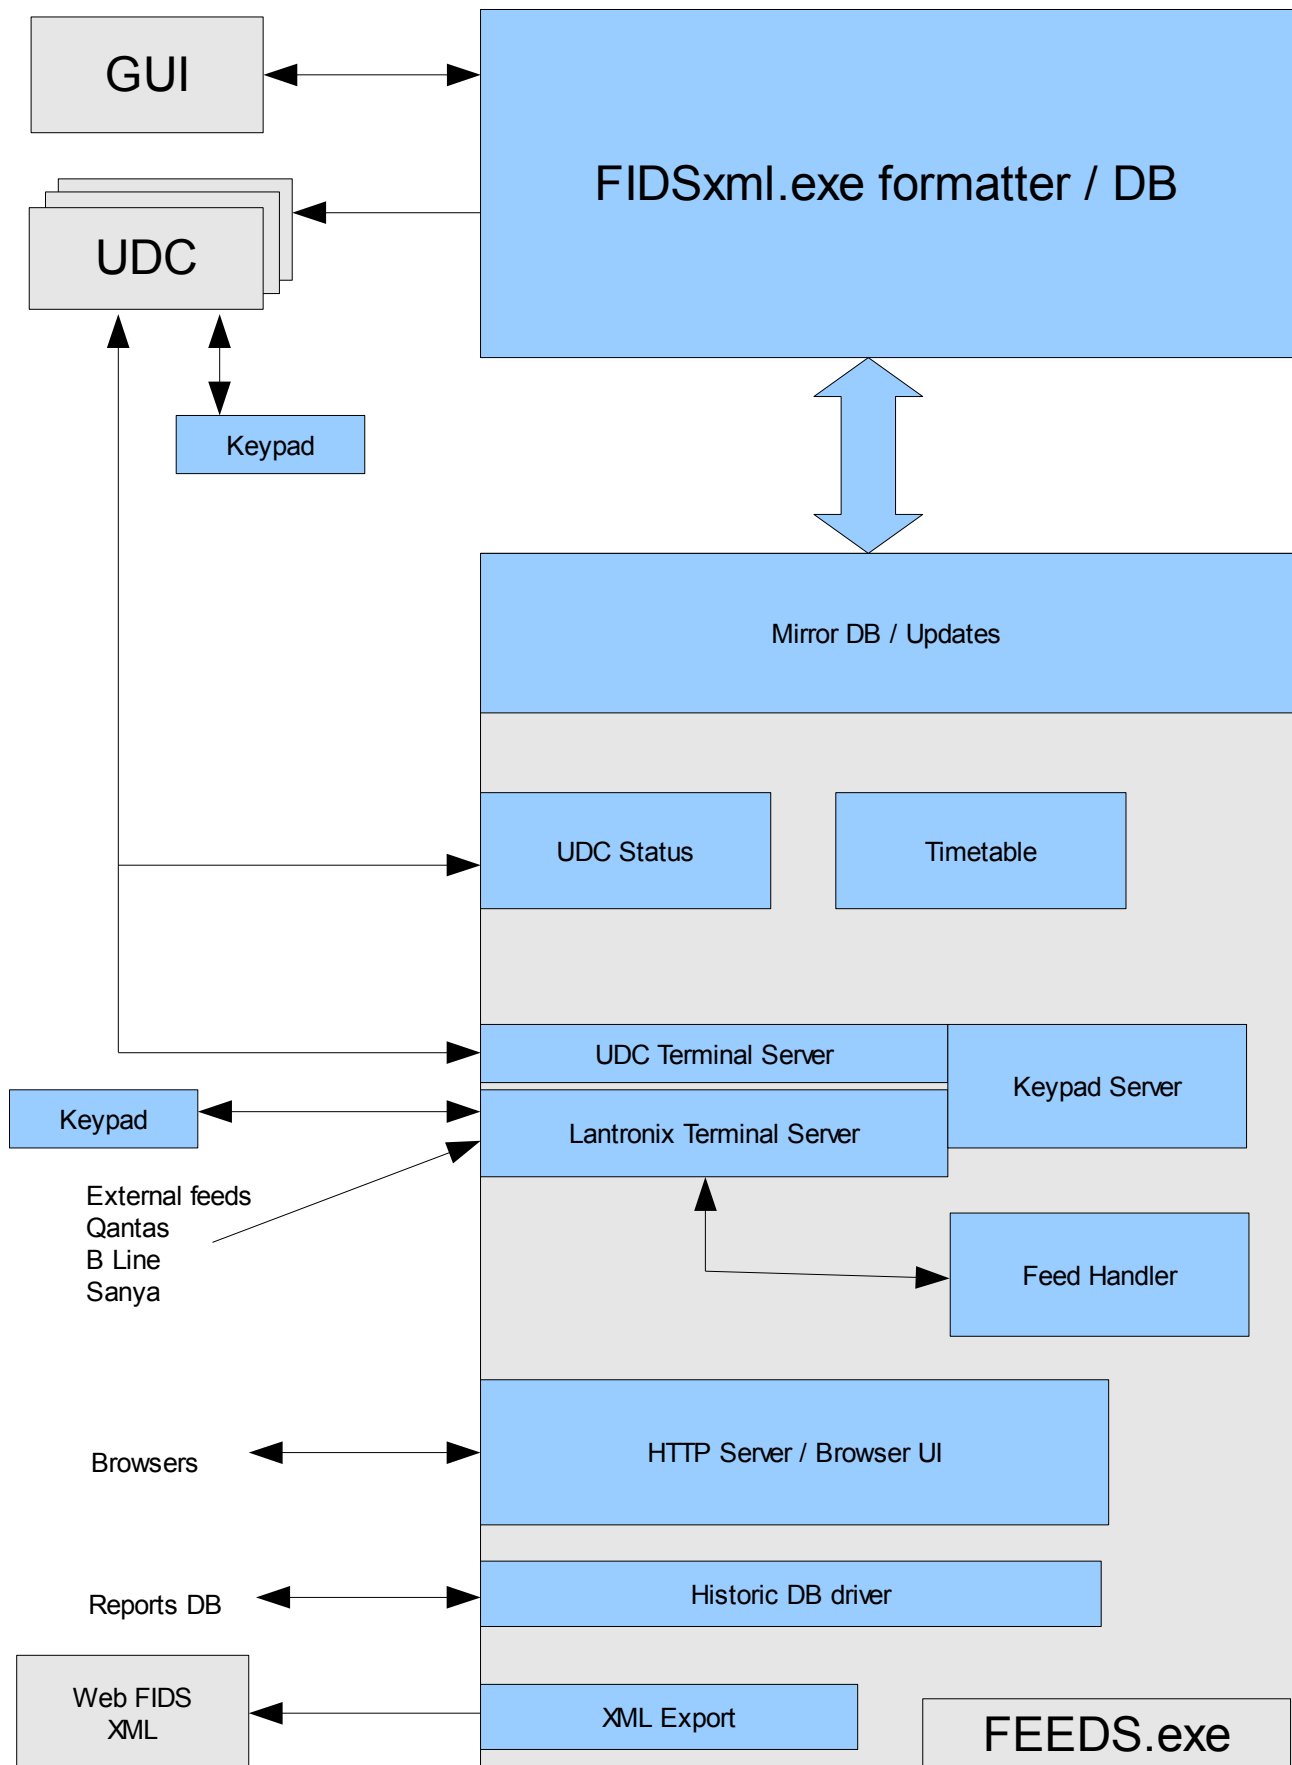 GUI
FIDSxml.exe formatter / DB
UDC
Keypad
Mirror DB / Updates
UDC Status
Timetable
UDC Terminal Server
Keypad Server
Keypad
Lantronix Terminal Server
External feeds
Qantas
B Line
Sanya
Feed Handler
HTTP Server / Browser UI
Browsers
Historic DB driver
Reports DB
Web FIDS
XML
XML Export
FEEDS.exe